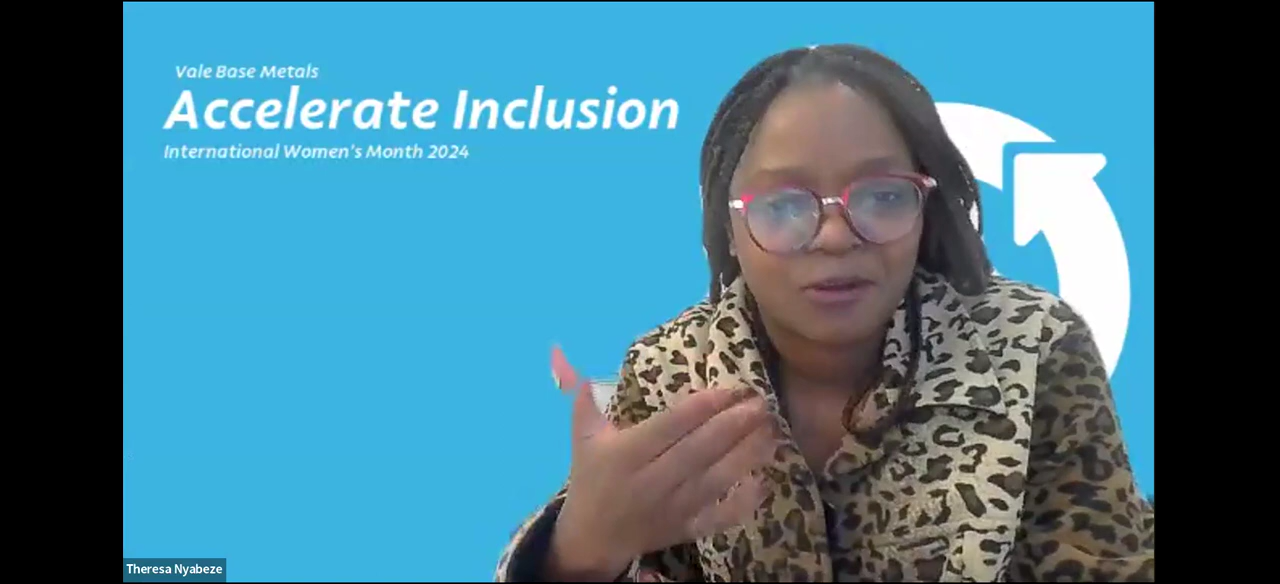 Vale Base Metals
Accelerate Inclusion
International Women's Month 2024
Theresa Nyabeze